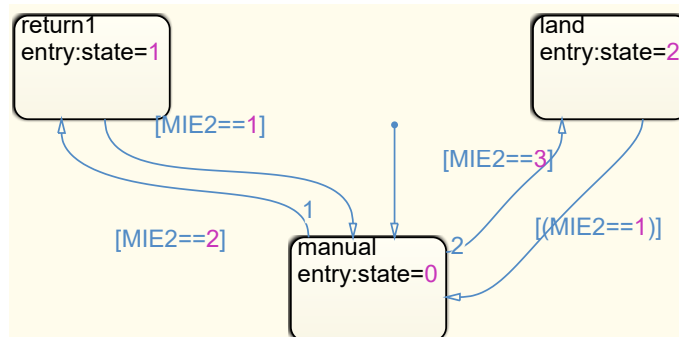 return1
entry:state=1
land
entry:state=2
[MIE2==1]
[MIE2==3]
1
[MIE2==2]
manual
entry:state=0
2
[(MIE2==1)]